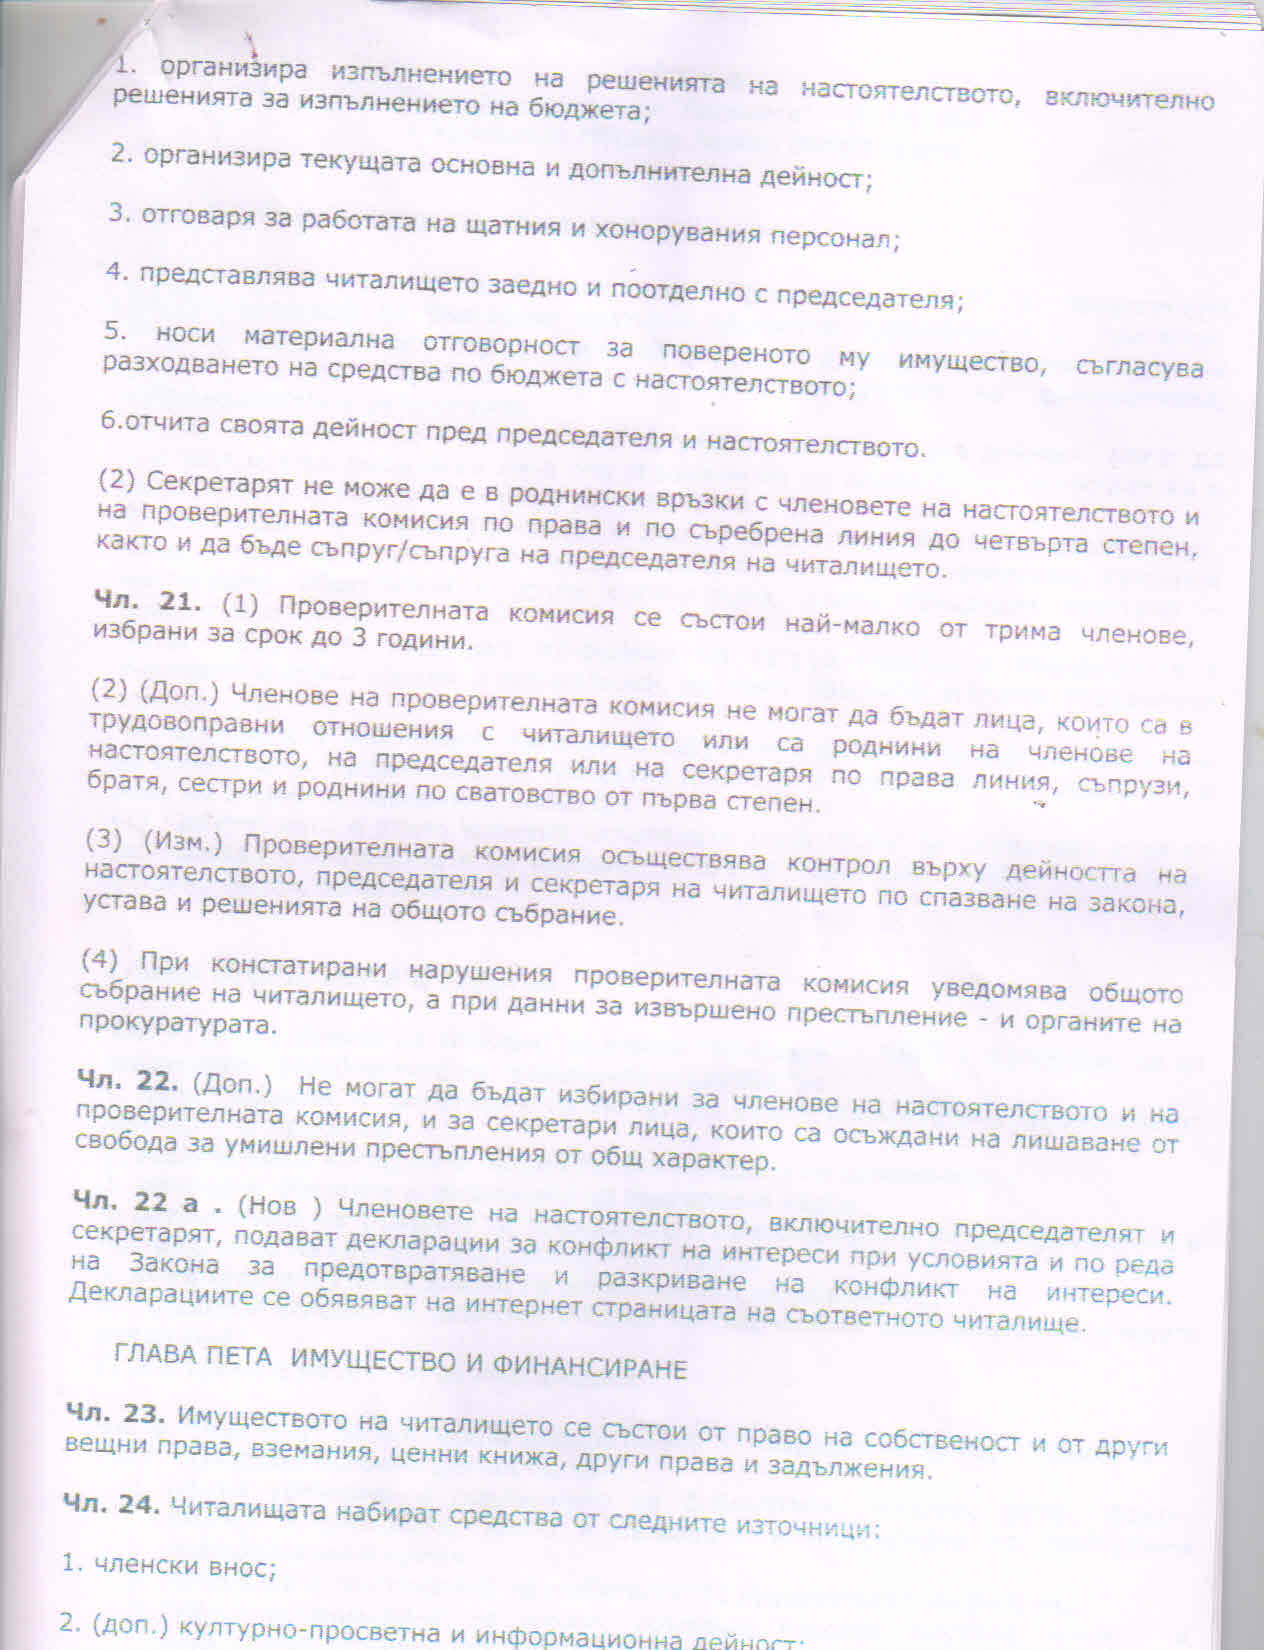 1. организира изпълнението на решенията на настоятелството, включително
решенията за изпълнението на бюджета;
2. организира текущата основна и допълнителна дейност;
3. отговаря за работата на щатния и хонорувания персонал;
4. представлява читалището заедно и поотделно с председателя;
5. носи материална отговорност за повереното му имущество, съгласува
разходването на средства по бюджета с настоятелството;
6.отчита своята дейност пред председателя и настоятелството.
(2) Секретарят не може да е в роднински връзки с членовете на настоятелството и
на проверителната комисия по права и по съребрена линия до четвърта степен,
както и да бъде съпруг/съпруга на председателя на читалището.
Чл. 21. (1) Проверителната комисия се състои най-малко от трима членове,
избрани за срок до 3 години.
(2) (Доп.) Членове на проверителната комисия не могат да бъдат лица, които са в
трудовоправни отношения с читалището или са роднини на членове на
настоятелството, на председателя или на секретаря по права линия, съпрузи,
братя, сестри и роднини по сватовство от първа степен.
(3) (Изм.) Проверителната комисия осъществява контрол върху дейността на
настоятелството, председателя и секретаря на читалището по спазване на закона,
устава и решенията на общото събрание.
(4) При констатирани нарушения проверителната комисия уведомява общото
събрание на читалището, а при данни за извършено престъпление - и органите на
прокуратурата.
Чл. 22. (Доп.) Не могат да бъдат избирани за членове на настоятелството и на
проверителната комисия, и за секретари лица, които са осъждани на лишаване от
свобода за умишлени престъпления от общ характер.
Чл. 22 а . (Нов ) Членовете на настоятелството, включително председателят и
секретарят, подават декларации за конфликт на интереси при условията и по реда
на Закона за предотвратяване и разкриване на конфликт на интереси.
Декларациите се обявяват на интернет страницата на съответното читалище.
ГЛАВА ПЕТА ИМУЩЕСТВО И ФИНАНСИРАНЕ
Чл. 23. Имуществото на читалището се състои от право на собственост и от други
вещни права, вземания, ценни книжа, други права и задължения.
Чл. 24. Читалищата набират средства от следните източници:
1. членски внос;
2. (доп.) културно-просветна и информационна дейност;